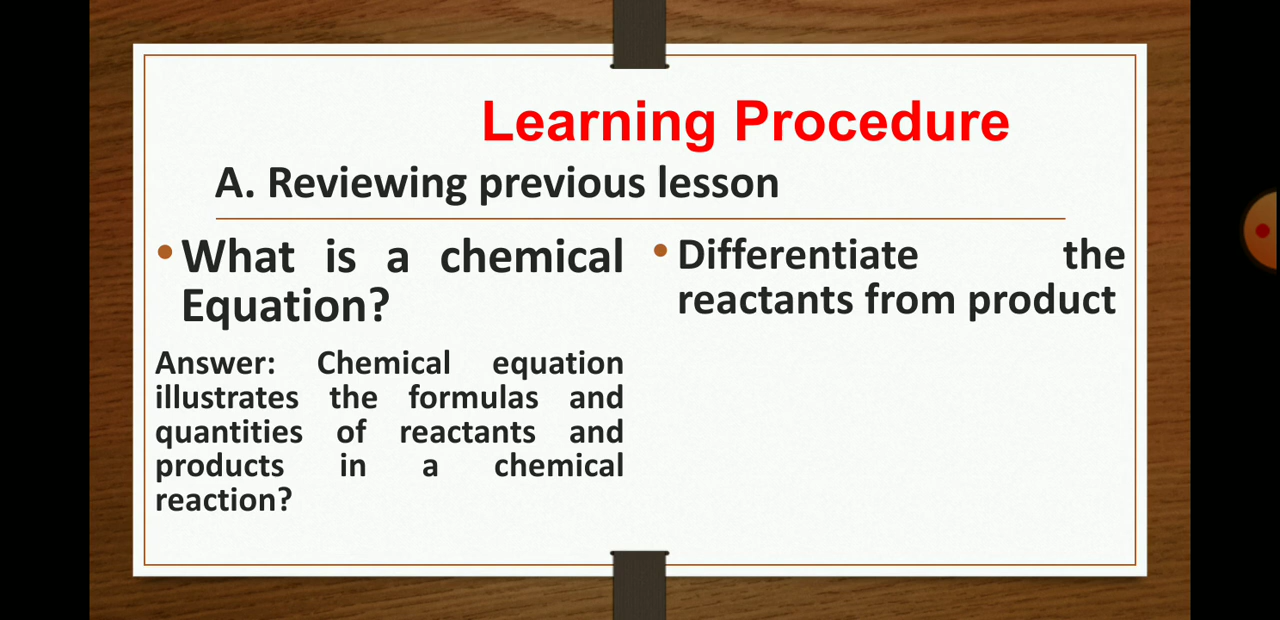 Learning Procedure
A. Reviewing previous lesson
• What is a chemical
Equation?
Answer: Chemical equation
illustrates the formulas and
quantities of reactants and
products in a chemical
reaction?
• Differentiate the
reactants from product